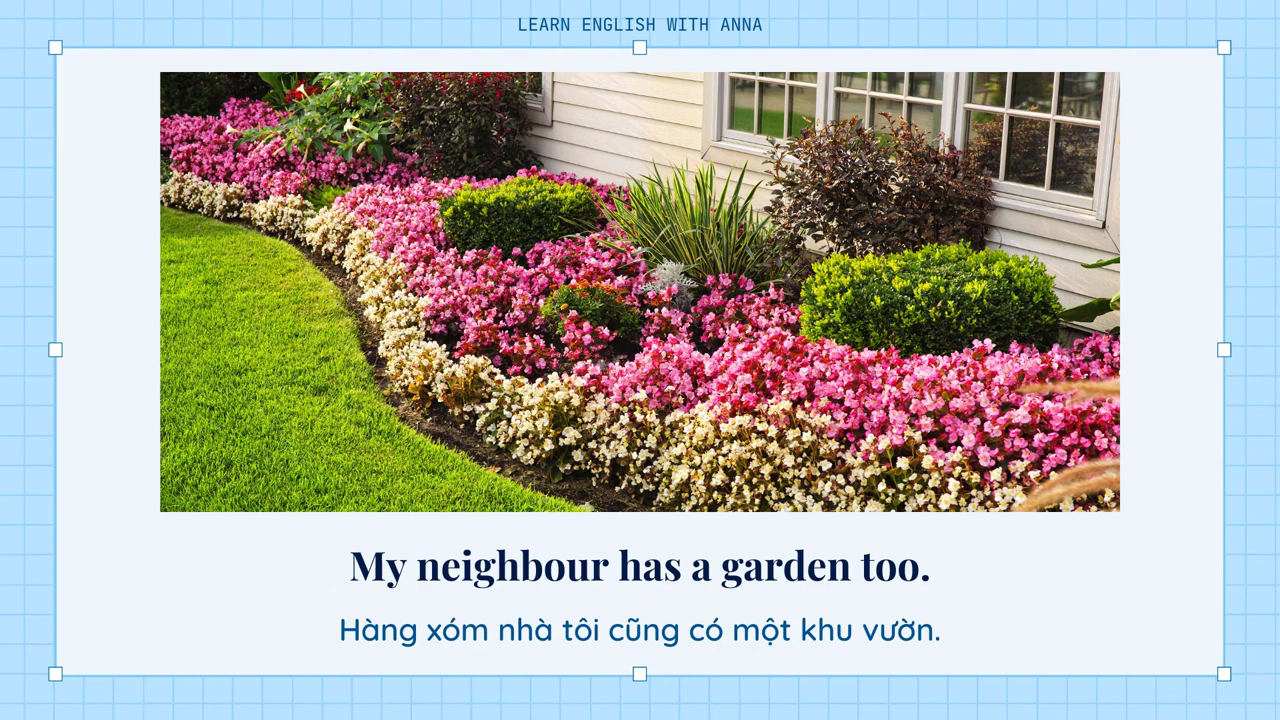 LEARN ENGLISH WITH ANNA
My neighbour has a garden too.
Hàng xóm nhà tôi cũng có một khu vườn.